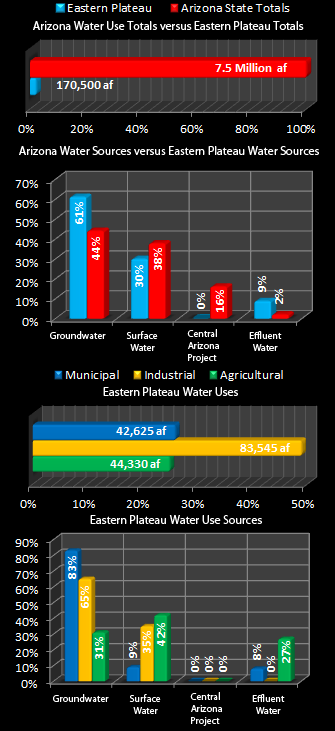 Eastern Plateau Arizona State Totals
Arizona Water Use Totals versus Eastern Plateau Totals
7.5 Million af
170,500 af
0% 20% 40% 60% 80% 100%
Arizona Water Sources versus Eastern Plateau Water Sources
70%
60%
50%
40%
30%
20%
10%
0%
61% 44% 30% 38% 0% 16% 9% 2%
Groundwater Surface Water Central Arizona Project Effluent Water
Municipal Industrial Agricultural
Eastern Plateau Water Uses
42,625 af
83,545 af
44,330 af
0% 10% 20% 30% 40% 50%
Eastern Plateau Water Use Sources
90%
80%
70%
60%
50%
40%
30%
20%
10%
0%
83% 65% 31% 9% 35% 42% 0% 0% 0% 8% 0% 27%
Groundwater Surface Water Central Arizona Project Effluent Water